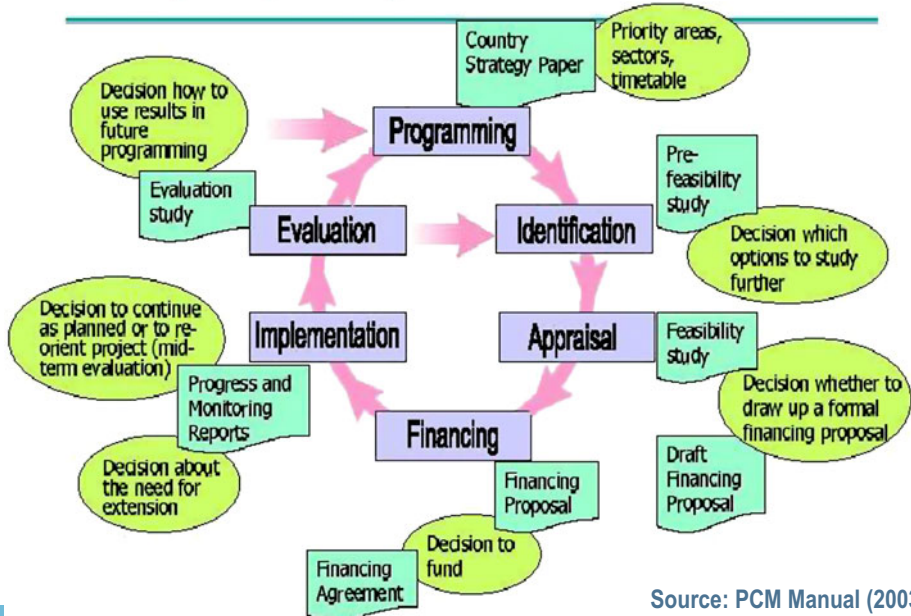 Country
Strategy Paper
Priority areas,
sectors,
timetable
Decision how to
use results in
future
programming
Programming
Evaluation
study
Pre-
feasibility
study
Evaluation
Identification
Decision which
options to study
further
Decision to continue
as planned or to re-
orient project (mid-
term evaluation)
Implementation
Appraisal
Feasibility
study
Progress and
Monitoring
Reports
Decision whether to
draw up a formal
financing proposal
Financing
Decision about
the need for
extension
Financing
Proposal
Draft
Financing
Proposal
Decision to
fund
Financing
Agreement
Source: PCM Manual (200